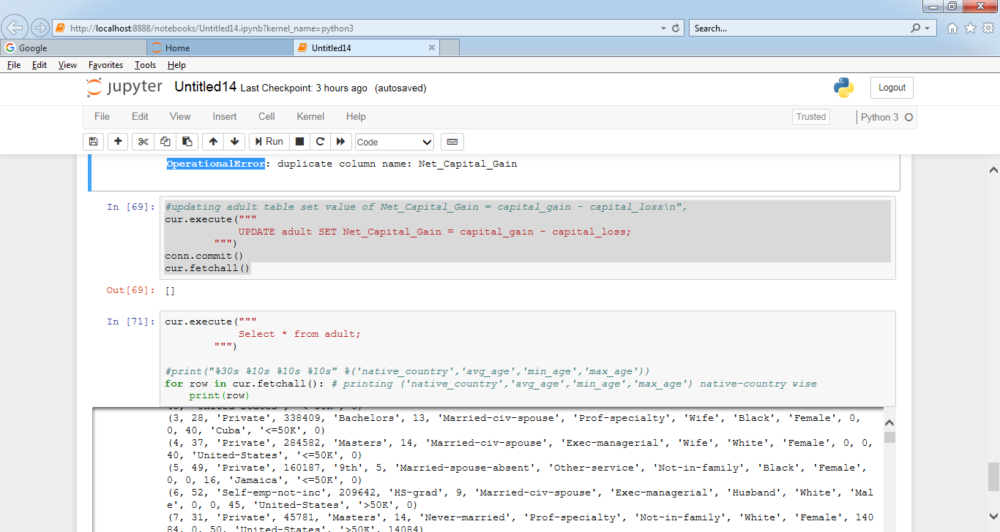 http://localhost:8888/notebooks/Untitled14.ipynb?kernel_name=python3
Search...
Google
Home
Untitled14
File Edit View Favorites Tools Help
jupyter Untitled14 Last Checkpoint: 3 hours ago (autosaved)
Logout
File Edit View Insert Cell Kernel Help
Trusted
Python 3
Run
Code
OperationalError: duplicate column name: Net_Capital_Gain
In [69]: #updating adult table set value of Net_Capital_Gain = capital_gain - capital_loss\n",
cur.execute("""
UPDATE adult SET Net_Capital_Gain = capital_gain - capital_loss;
""")
conn.commit()
cur.fetchall()
Out[69]: []
In [71]: cur.execute("""
Select * from adult;
""")
#print("%30s %10s %10s %10s" %('native_country','avg_age','min_age','max_age'))
for row in cur.fetchall(): # printing ('native_country','avg_age','min_age','max_age') native-country wise
print(row)
(3, 28, 'Private', 338409, 'Bachelors', 13, 'Married-civ-spouse', 'Prof-specialty', 'Wife', 'Black', 'Female', 0,
0, 40, 'Cuba', '<=50K', 0)
(4, 37, 'Private', 284582, 'Masters', 14, 'Married-civ-spouse', 'Exec-managerial', 'Wife', 'White', 'Female', 0, 0,
40, 'United-States', '<=50K', 0)
(5, 49, 'Private', 160187, '9th', 5, 'Married-spouse-absent', 'Other-service', 'Not-in-family', 'Black', 'Female',
0, 0, 16, 'Jamaica', '<=50K', 0)
(6, 52, 'Self-emp-not-inc', 209642, 'HS-grad', 9, 'Married-civ-spouse', 'Exec-managerial', 'Husband', 'White', 'Mal
e', 0, 0, 45, 'United-States', '>50K', 0)
(7, 31, 'Private', 45781, 'Masters', 14, 'Never-married', 'Prof-specialty', 'Not-in-family', 'White', 'Female', 140
84, 0, 50, 'United-States', '>50K', 14084)